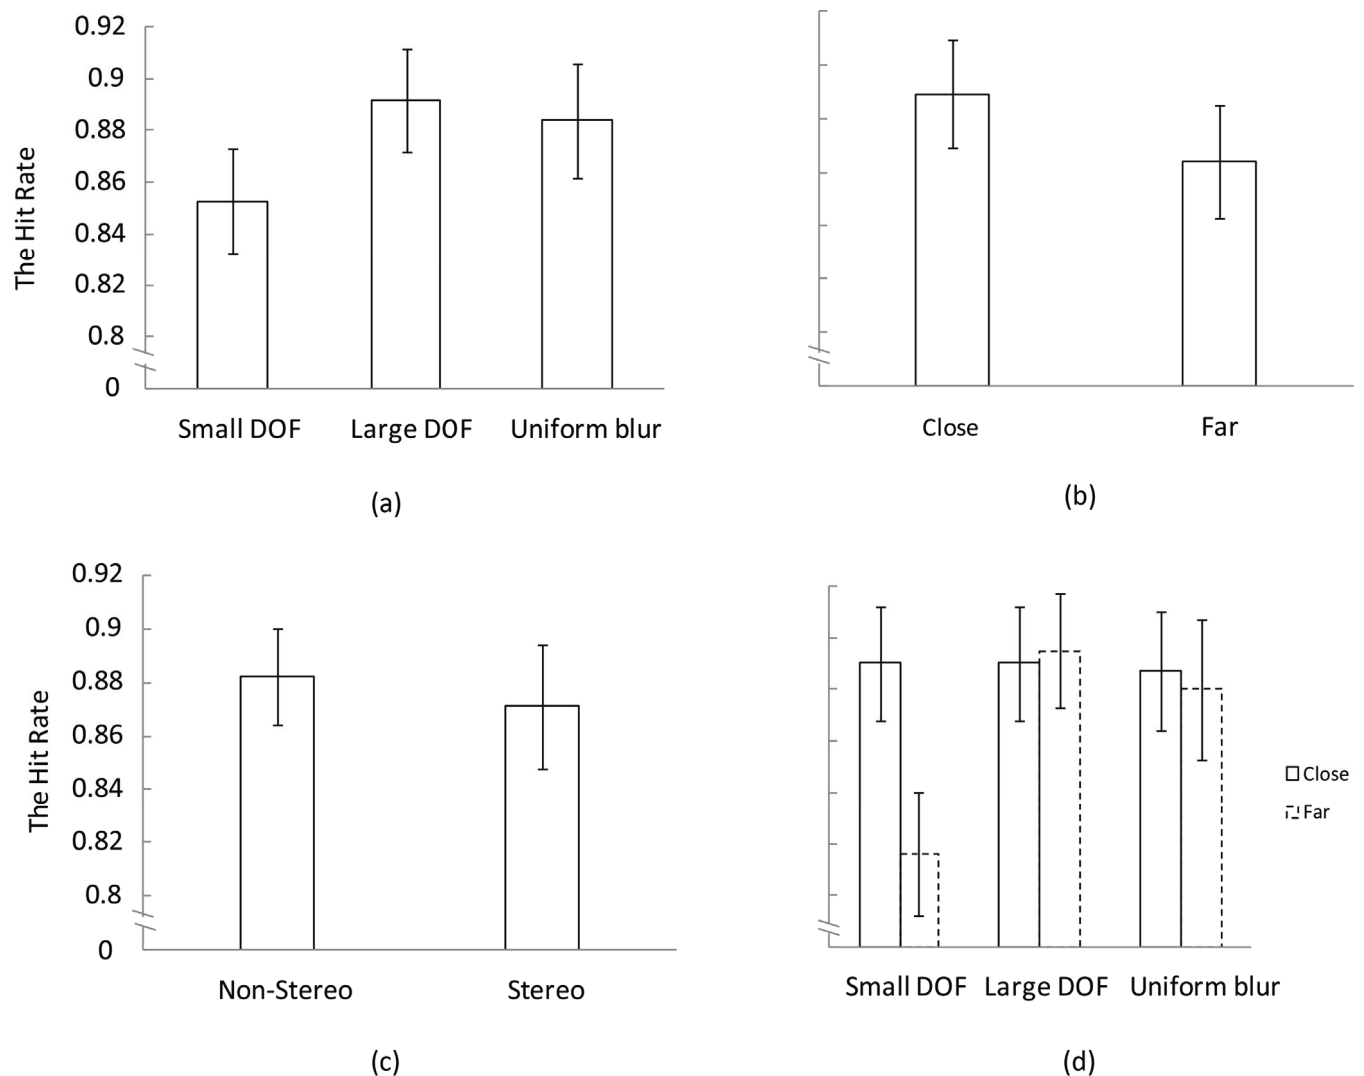 0.92
0.9
0.88
0.86
0.84
0.82
0.8
0
The Hit Rate
Small DOF Large DOF Uniform blur
(a)
Close Far
(b)
0.92
0.9
0.88
0.86
0.84
0.82
0.8
0
The Hit Rate
Non-Stereo Stereo
(c)
Close
Far
Small DOF Large DOF Uniform blur
(d)